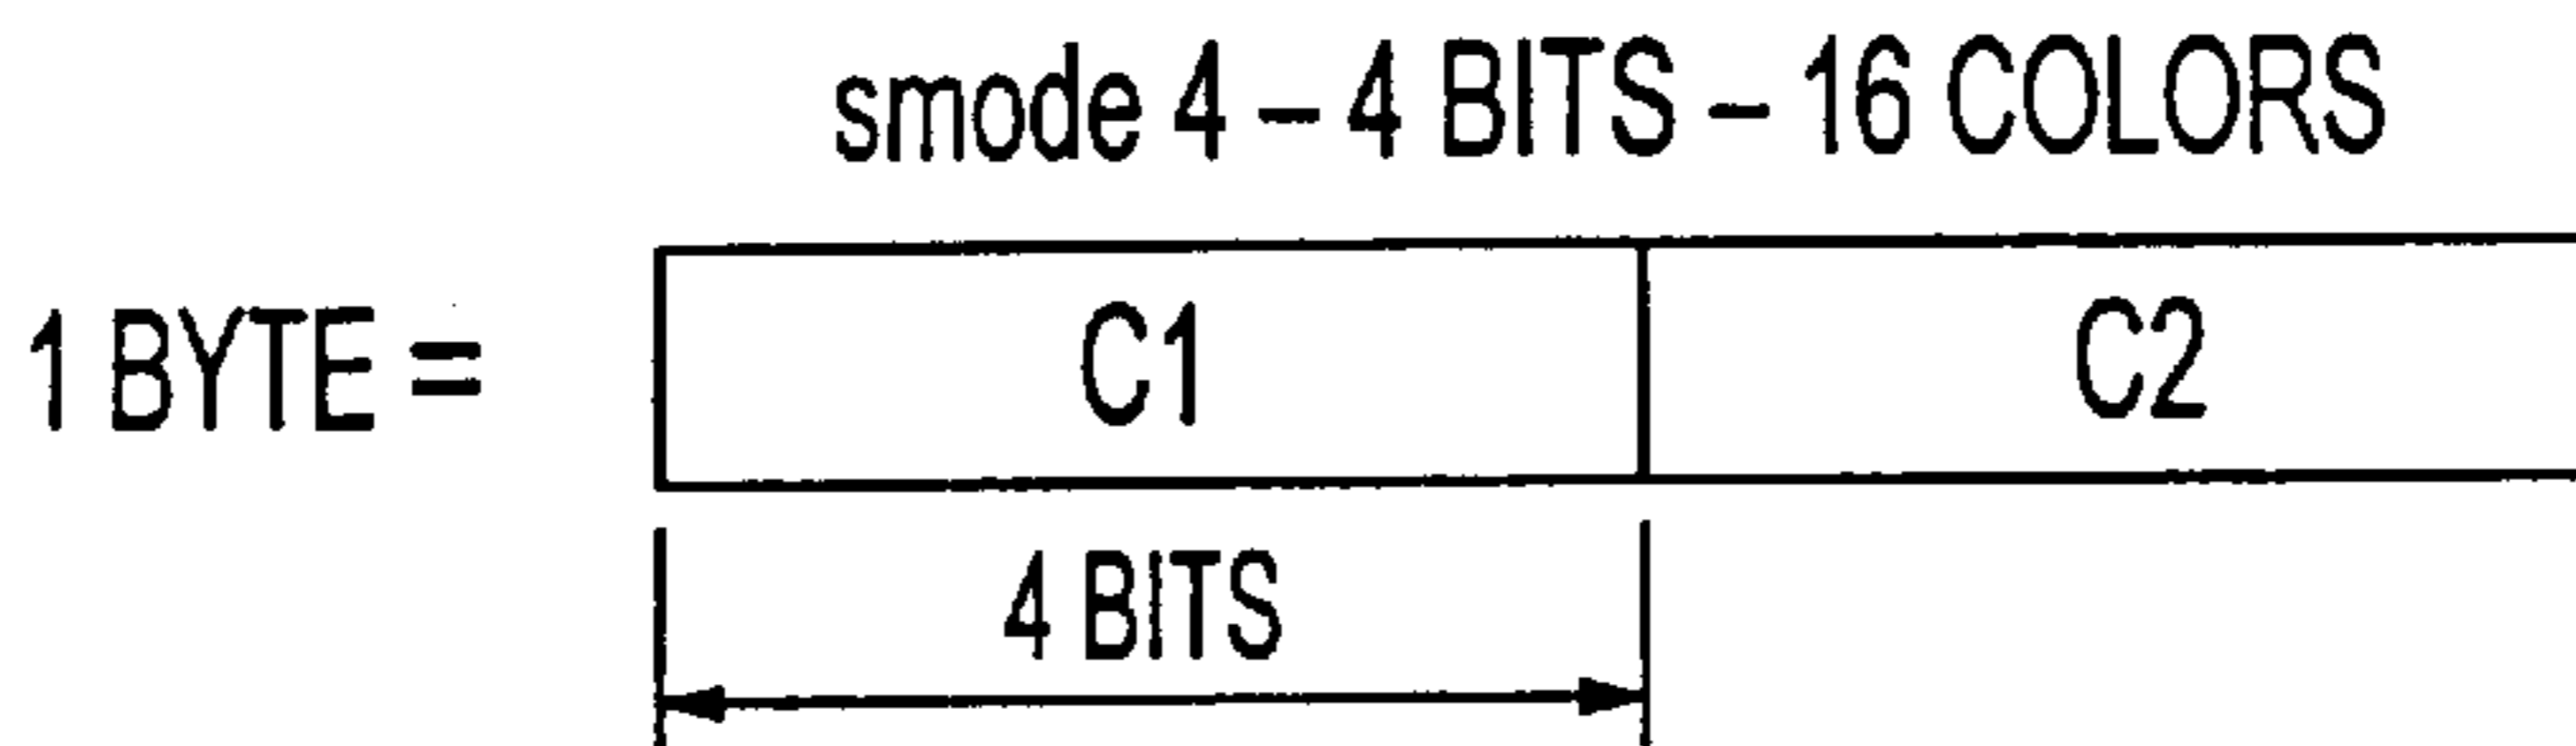 smode 4 – 4 BITS – 16 COLORS
1 BYTE = C1 C2
4 BITS